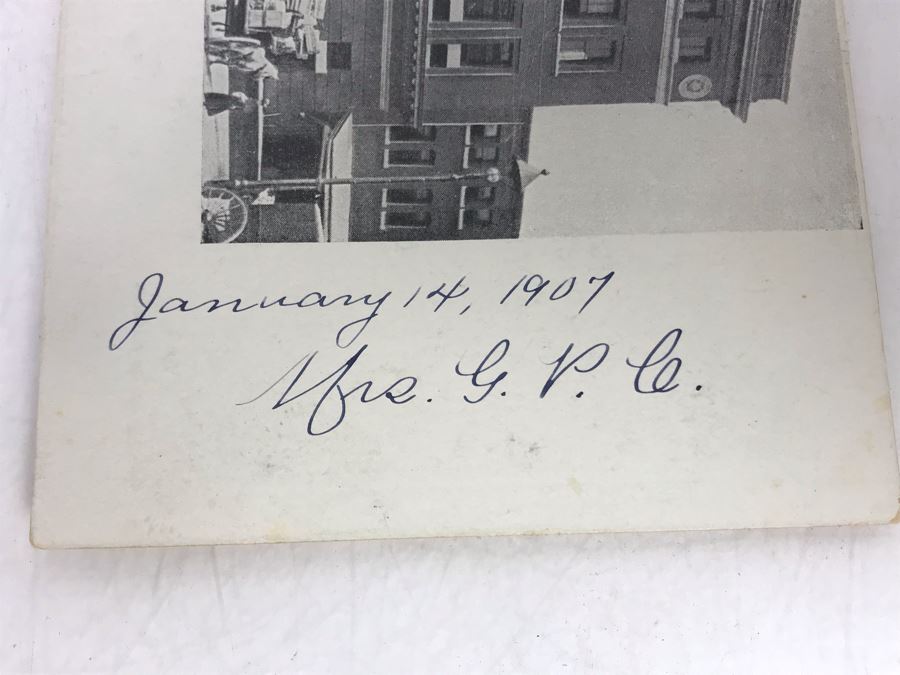 January 14, 1907
Mrs. G. P. C.